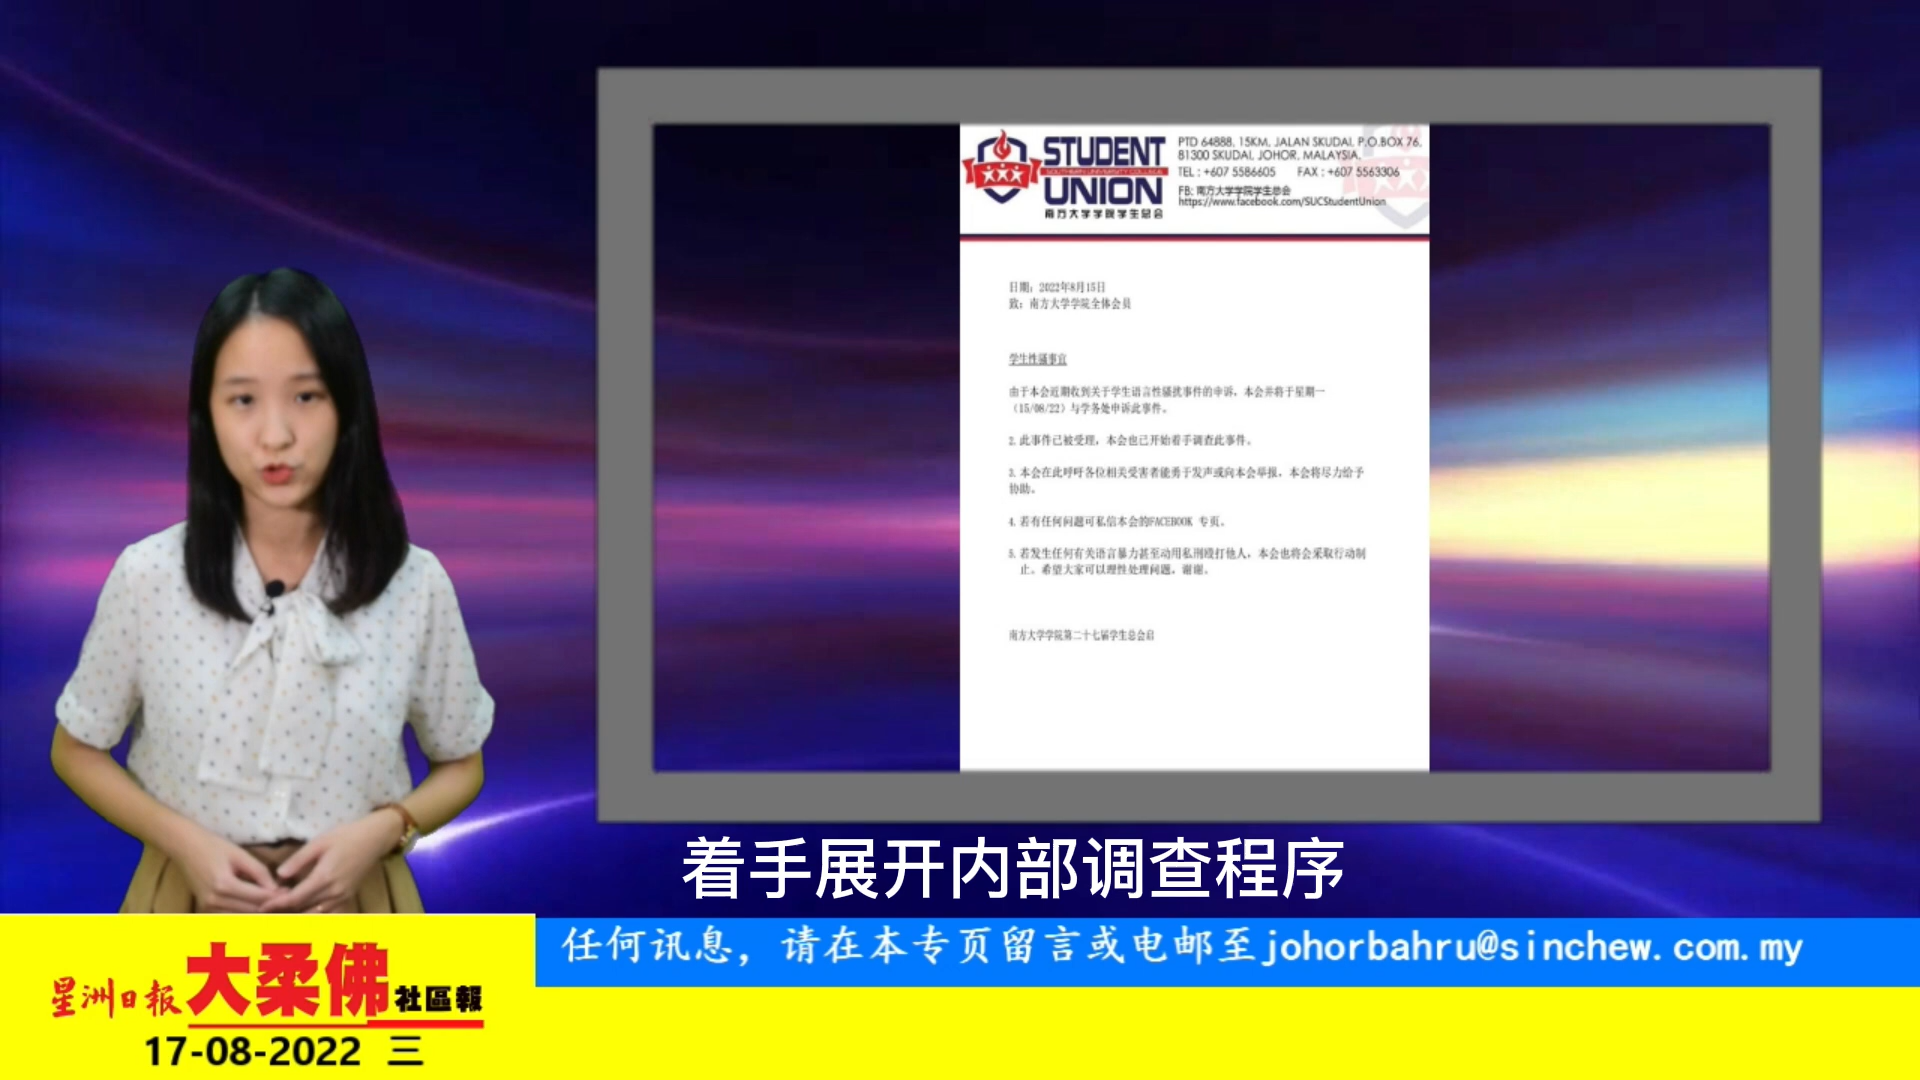 STUDENT
SOUTHERN UNIVERSITY COLLEGE
UNION
南方大学学院学生总会
PTD 64888, 15KM, JALAN SKUDAI, P.O.BOX 76,
81300 SKUDAI, JOHOR, MALAYSIA.
TEL : +607 5586605 FAX : +607 5563306
FB: 南方大学学院学生总会
https://www.facebook.com/SUCStudentUnion
日期：2022年8月15日
致：南方大学学院全体会员
学生性骚事宜
由于本会近期收到关于学生语言性骚扰事件的申诉，本会并将于星期一
（15/08/22）与学务处申诉此事件。
2. 此事件已被受理，本会也已开始着手调查此事件。
3. 本会在此呼吁各位相关受害者能勇于发声或向本会举报，本会将尽力给予
协助。
4. 若有任何问题可私信本会的FACEBOOK 专页。
5. 若发生任何有关语言暴力甚至动用私刑殴打他人，本会也将会采取行动制
止。希望大家可以理性处理问题，谢谢。
南方大学学院第二十七届学生总会启
着手展开内部调查程序
任何讯息，请在本专页留言或电邮至johorbahru@sinchew.com.my
星洲日報 大柔佛 社區報
17-08-2022 三